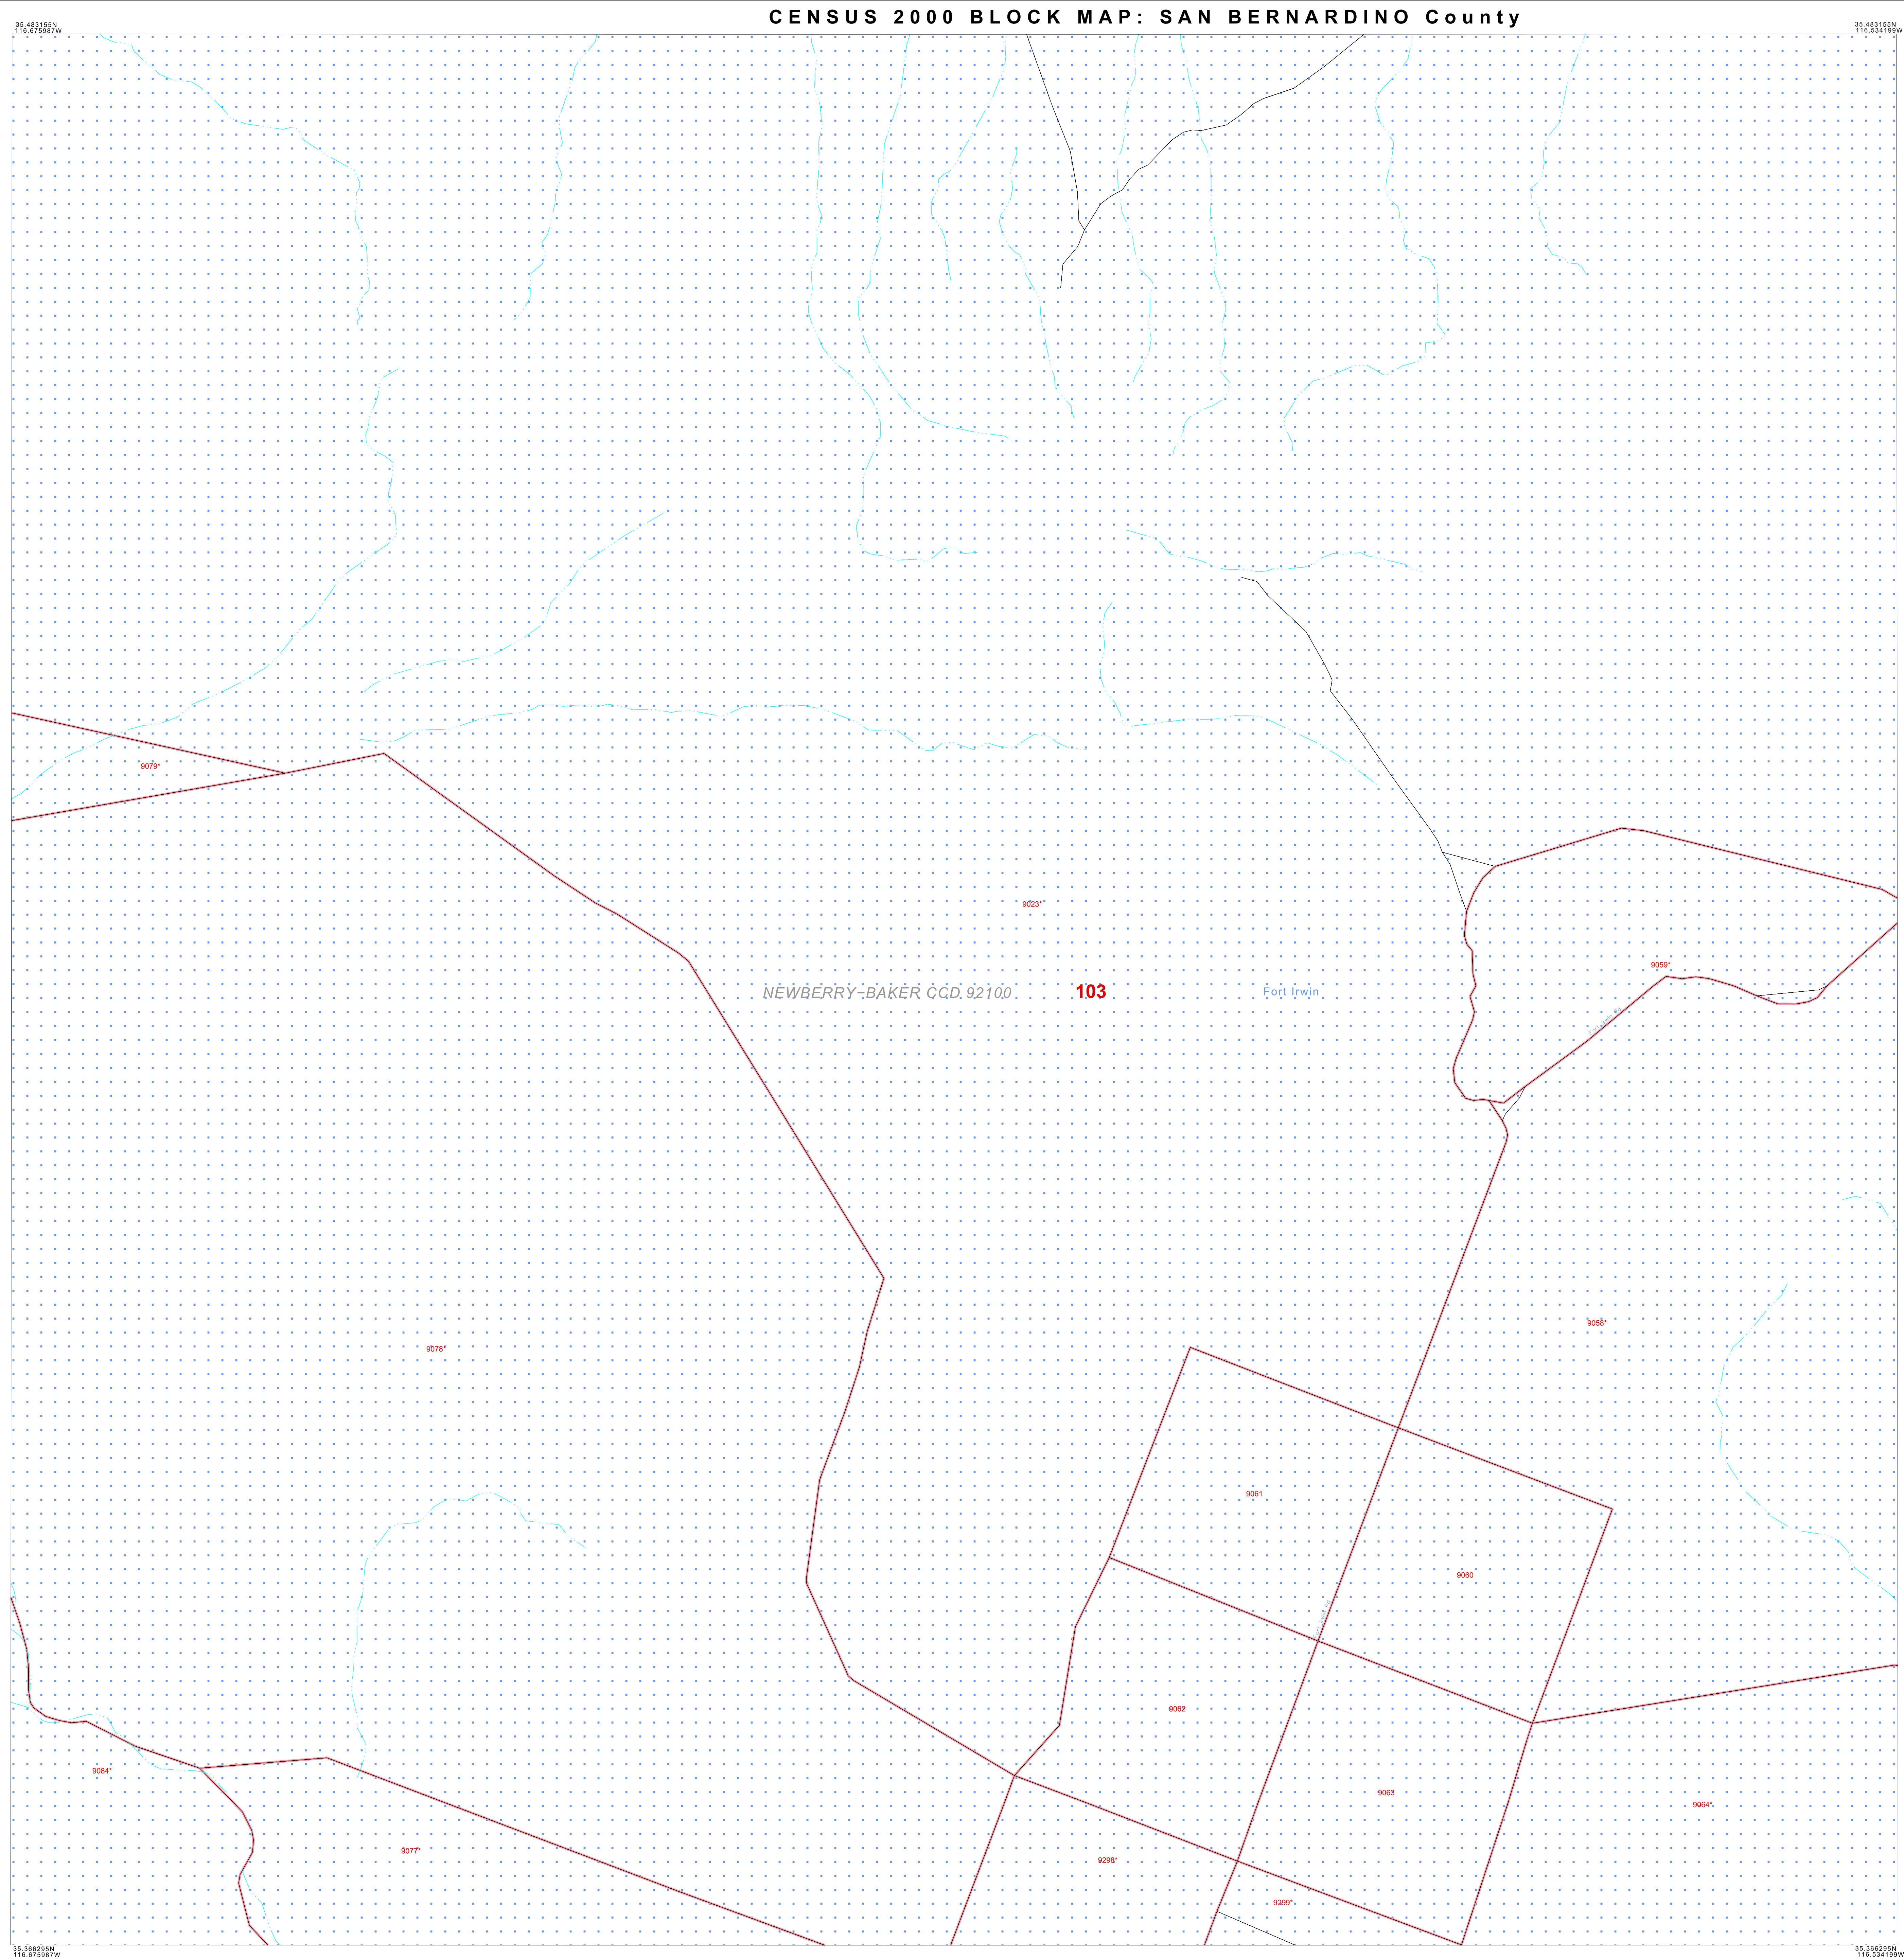 CENSUS 2000 BLOCK MAP: SAN BERNARDINO County
35.483155N
116.675987W
35.483155N
116.534199W
9079*
9023*
9059*
NEWBERRY-BAKER CCD 92100
103
Fort Irwin
9058*
9078*
9061
9060
9062
9084*
9063
9064*
9077*
9298*
9299*
35.366295N
116.675987W
35.366295N
116.534199W